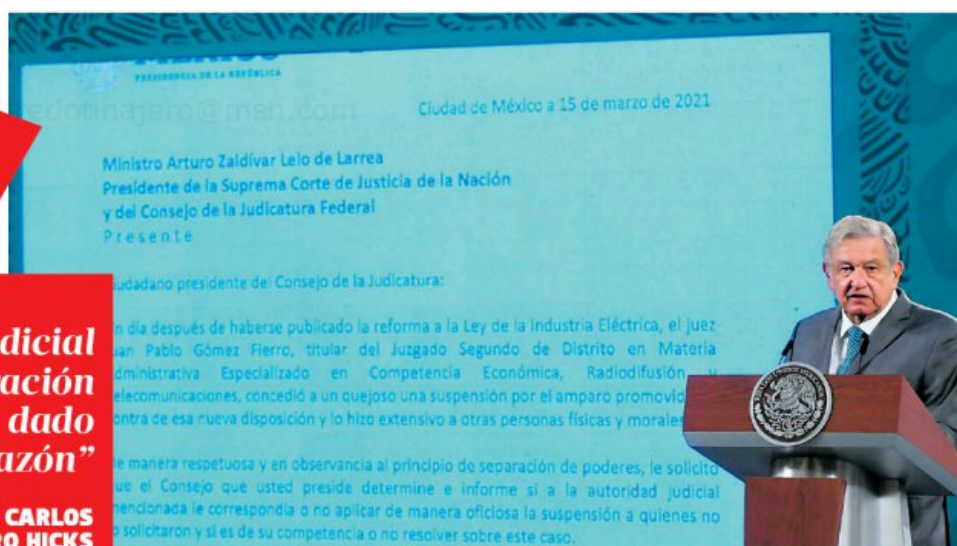 PRESIDENCIA DE LA REPÚBLICA
edotinajero@msn.com
Ciudad de México a 15 de marzo de 2021
Ministro Arturo Zaldívar Lelo de Larrea
Presidente de la Suprema Corte de Justicia de la Nación
y del Consejo de la Judicatura Federal
Presente
udadano presidente del Consejo de la Judicatura:
n día después de haberse publicado la reforma a la Ley de la Industria Eléctrica, el juez
uan Pablo Gómez Fierro, titular del Juzgado Segundo de Distrito en Materia
dministrativa Especializado en Competencia Económica, Radiodifusión y
elecomunicaciones, concedió a un quejoso una suspensión por el amparo promovid
ontra de esa nueva disposición y lo hizo extensivo a otras personas físicas y morales
e manera respetuosa y en observancia al principio de separación de poderes, le solicito
ue el Consejo que usted preside determine e informe si a la autoridad judicial
mencionada le correspondía o no aplicar de manera oficiosa la suspensión a quienes no
o solicitaron y si es de su competencia o no resolver sobre este caso.
dicial
ración
dado
azón”
CARLOS
RO HICKS